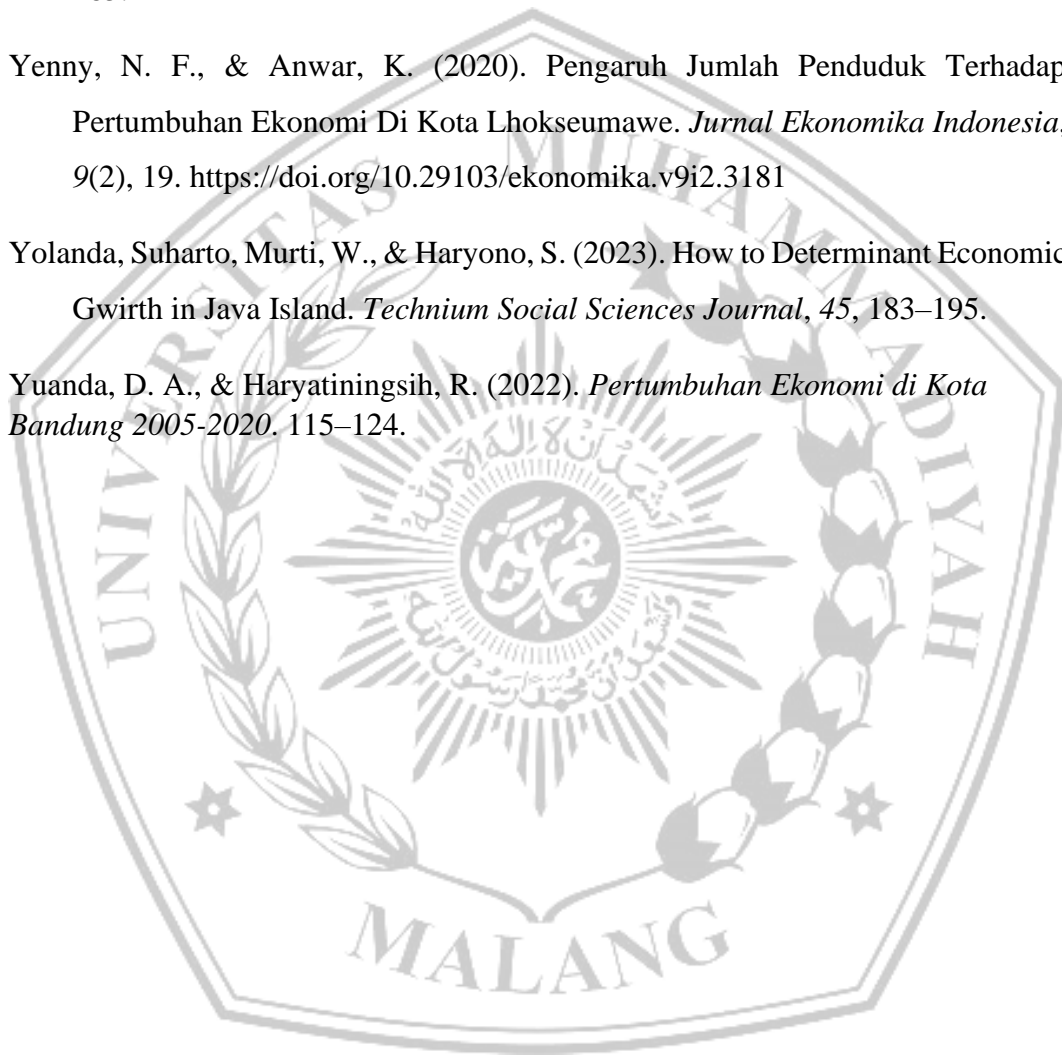 Yenny, N. F., & Anwar, K. (2020). Pengaruh Jumlah Penduduk Terhadap
Pertumbuhan Ekonomi Di Kota Lhokseumawe. Jurnal Ekonomika Indonesia,
9(2), 19. https://doi.org/10.29103/ekonomika.v9i2.3181
Yolanda, Suharto, Murti, W., & Haryono, S. (2023). How to Determinant Economic
Gwirth in Java Island. Technium Social Sciences Journal, 45, 183–195.
Yuanda, D. A., & Haryatiningsih, R. (2022). Pertumbuhan Ekonomi di Kota
Bandung 2005-2020. 115–124.
UNIVERSITAS MUHAMMADIYAH
MALANG